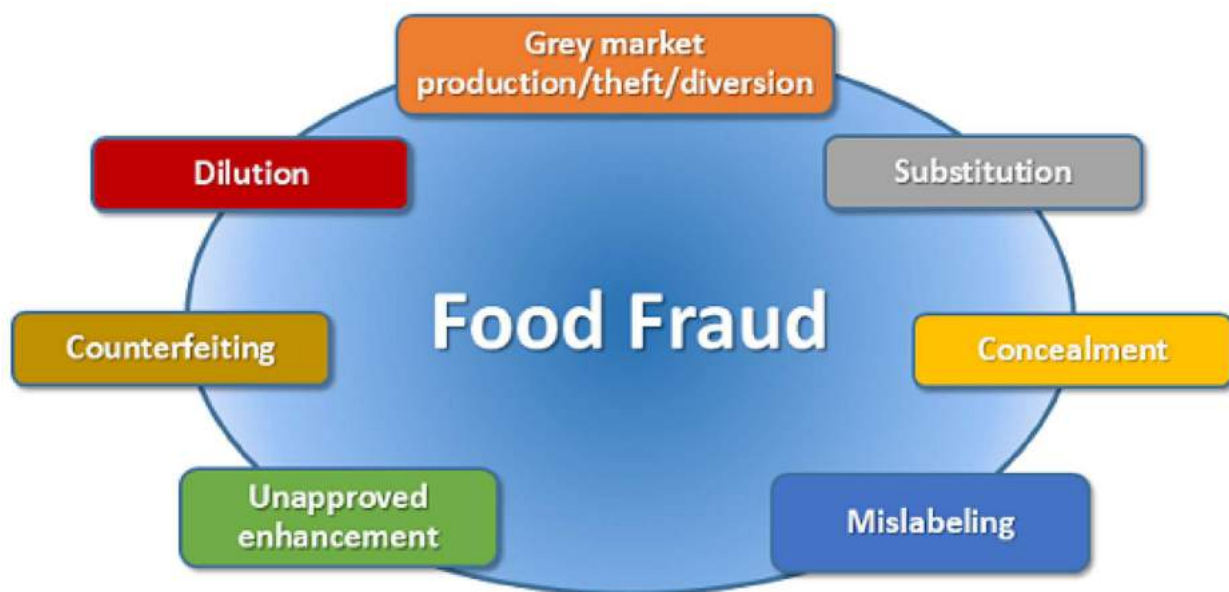 Grey market
production/theft/diversion
Dilution
Substitution
Food Fraud
Counterfeiting
Concealment
Unapproved
enhancement
Mislabeling